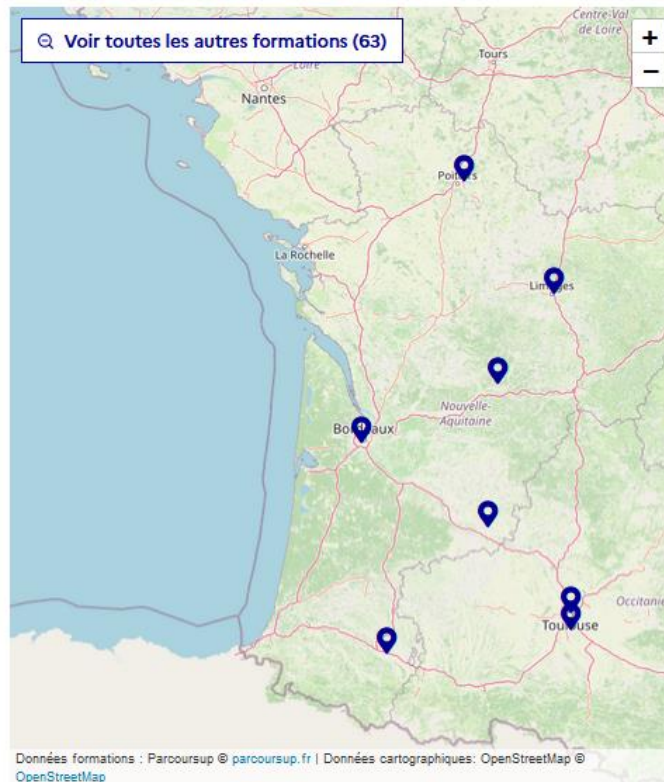 Centre-Val
de Loire
Voir toutes les autres formations (63)
+
−
Tours
Loire
Nantes
Poitiers
La Rochelle
Limoges
Nouvelle-
Aquitaine
Bordeaux
Occitanie
Toulouse
Données formations : Parcoursup © parcoursup.fr | Données cartographiques: OpenStreetMap ©
OpenStreetMap